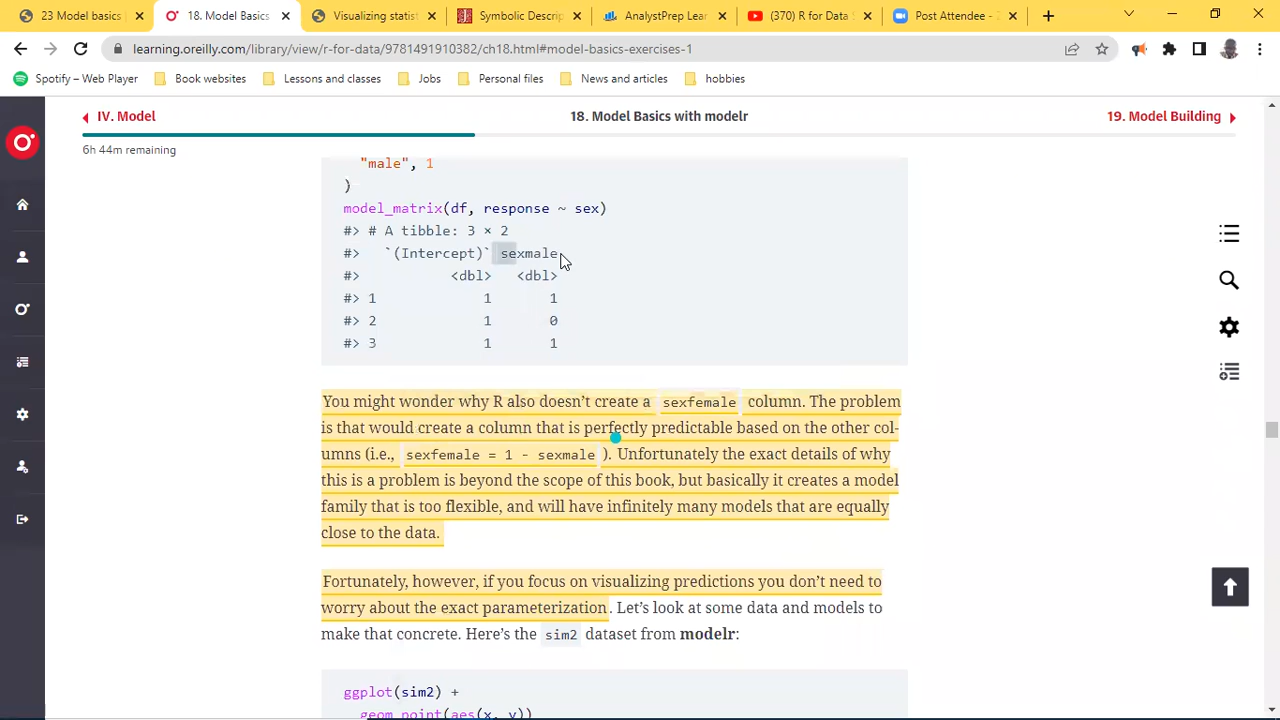 23 Model basics
18. Model Basics
Visualizing statist
Symbolic Descrip
AnalystPrep Lear
(370) R for Data S
Post Attendee - Z
learning.oreilly.com/library/view/r-for-data/9781491910382/ch18.html#model-basics-exercises-1
Spotify – Web Player
Book websites
Lessons and classes
Jobs
Personal files
News and articles
hobbies
IV. Model
18. Model Basics with modelr
19. Model Building
6h 44m remaining
"male", 1
)
model_matrix(df, response ~ sex)
#> # A tibble: 3 × 2
#> `(Intercept)` sexmale
#> <dbl> <dbl>
#> 1 1 1
#> 2 1 0
#> 3 1 1
You might wonder why R also doesn’t create a sexfemale column. The problem
is that would create a column that is perfectly predictable based on the other col-
umns (i.e., sexfemale = 1 - sexmale ). Unfortunately the exact details of why
this is a problem is beyond the scope of this book, but basically it creates a model
family that is too flexible, and will have infinitely many models that are equally
close to the data.
Fortunately, however, if you focus on visualizing predictions you don’t need to
worry about the exact parameterization. Let’s look at some data and models to
make that concrete. Here’s the sim2 dataset from modelr:
ggplot(sim2) +
geom_point(aes(x, y))